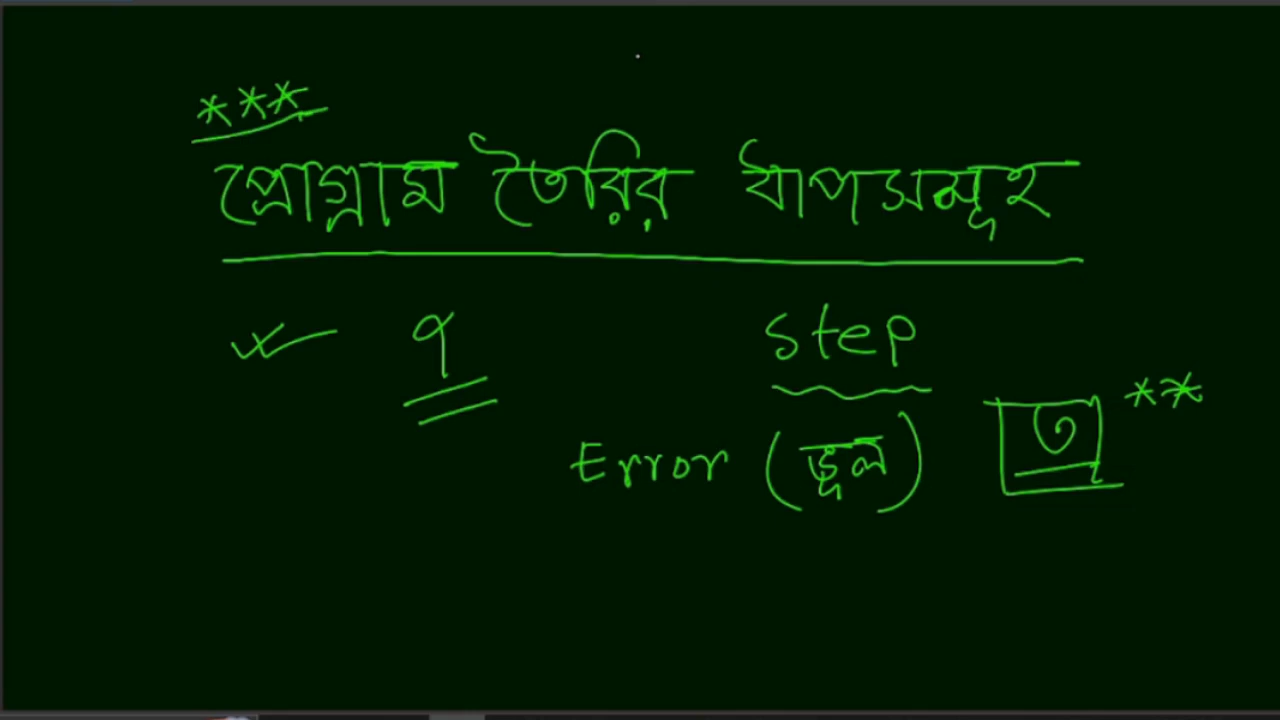 ***
প্রোগ্রাম তৈরির ধাপসমূহ
৭ step
Error (ভূল) ৩ **